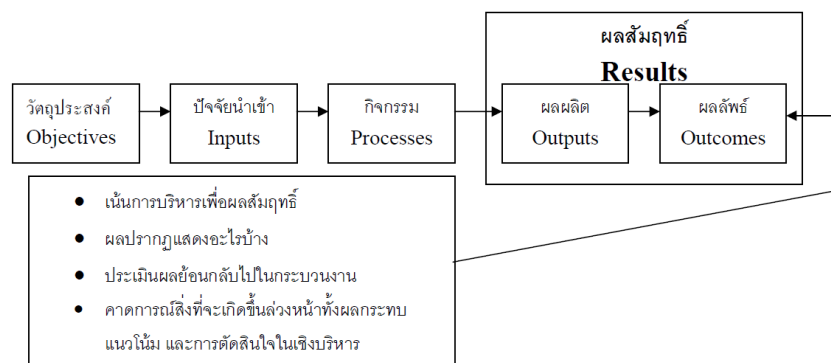 ผลสัมฤทธิ์
Results
วัตถุประสงค์
Objectives
ปัจจัยนำเข้า
Inputs
กิจกรรม
Processes
ผลผลิต
Outputs
ผลลัพธ์
Outcomes
เน้นการบริหารเพื่อผลสัมฤทธิ์
ผลปรากฏแสดงอะไรบ้าง
ประเมินผลย้อนกลับไปในกระบวนงาน
คาดการณ์สิ่งที่จะเกิดขึ้นล่วงหน้าทั้งผลกระทบ
แนวโน้ม และการตัดสินใจในเชิงบริหาร